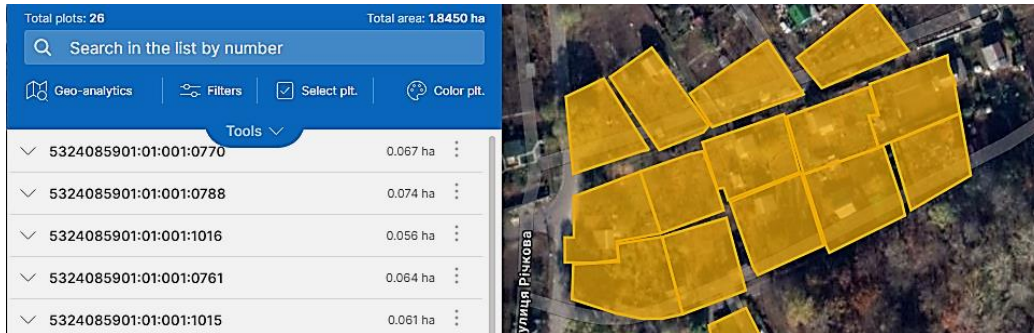 Total plots: 26 Total area: 1.8450 ha
Search in the list by number
Geo-analytics Filters Select plt. Color plt.
Tools
5324085901:01:001:0770 0.067 ha
5324085901:01:001:0788 0.074 ha
5324085901:01:001:1016 0.056 ha
5324085901:01:001:0761 0.064 ha
5324085901:01:001:1015 0.061 ha
улиця Річкова